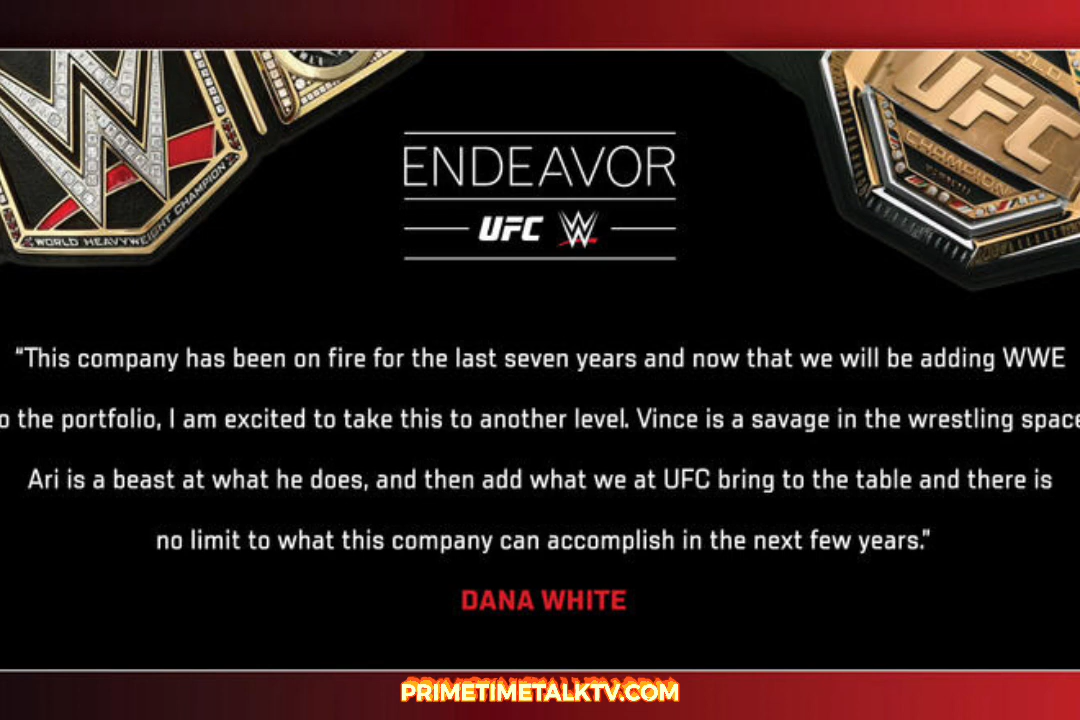 WORLD HEAVYWEIGHT CHAMPION
UFC
ENDEAVOR
UFC W
“This company has been on fire for the last seven years and now that we will be adding WWE
o the portfolio, I am excited to take this to another level. Vince is a savage in the wrestling space
Ari is a beast at what he does, and then add what we at UFC bring to the table and there is
no limit to what this company can accomplish in the next few years.”
DANA WHITE
PRIMETIMETALKTV.COM